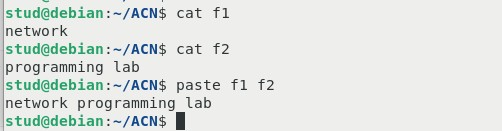 stud@debian:~/ACN$ cat f1
network
stud@debian:~/ACN$ cat f2
programming lab
stud@debian:~/ACN$ paste f1 f2
network programming lab
stud@debian:~/ACN$